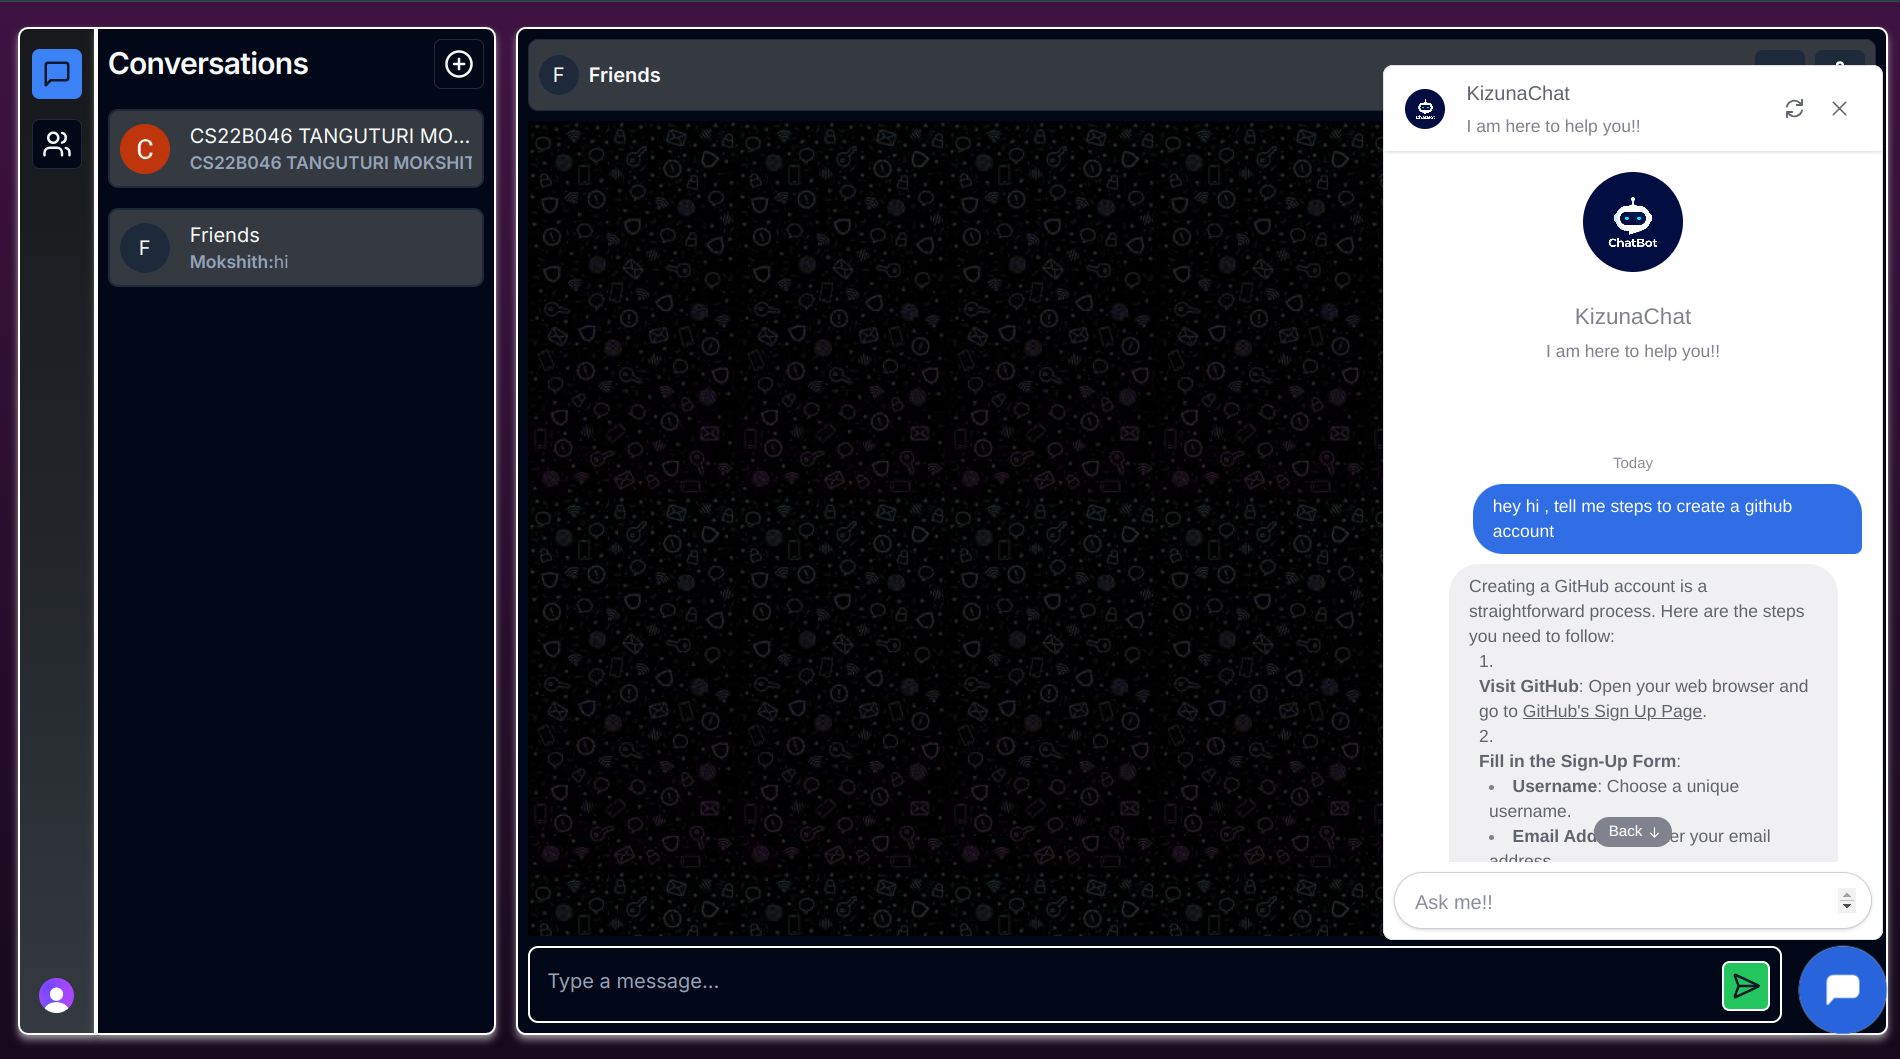 Conversations
C
CS22B046 TANGUTURI MO...
CS22B046 TANGUTURI MOKSHIT
F
Friends
Mokshith:hi
F
Friends
Type a message...
KizunaChat
I am here to help you!!
ChatBot
KizunaChat
I am here to help you!!
Today
hey hi , tell me steps to create a github
account
Creating a GitHub account is a
straightforward process. Here are the steps
you need to follow:
1.
Visit GitHub: Open your web browser and
go to GitHub's Sign Up Page.
2.
Fill in the Sign-Up Form:
• Username: Choose a unique
username.
• Email Add er your email
address
Back ↓
Ask me!!